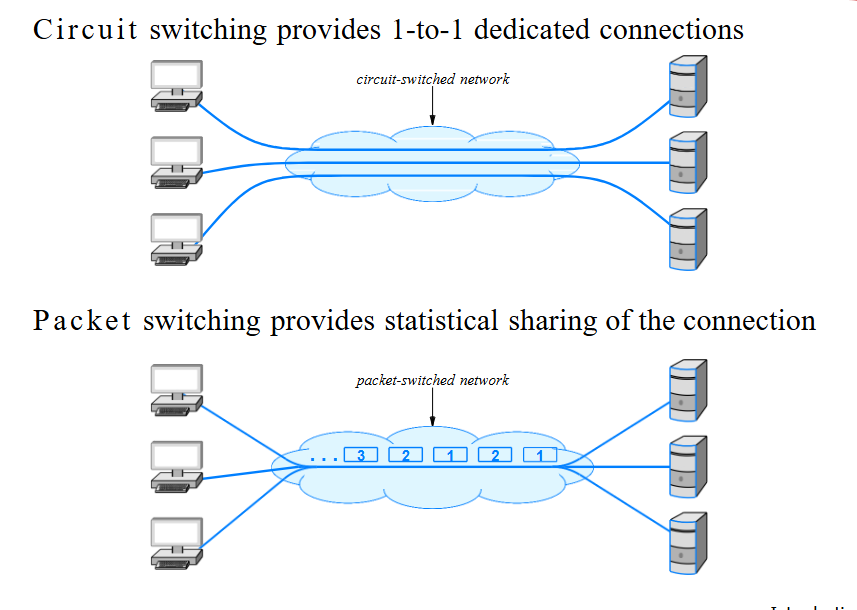 Circuit switching provides 1-to-1 dedicated connections
circuit-switched network
Packet switching provides statistical sharing of the connection
packet-switched network
... 3 2 1 2 1